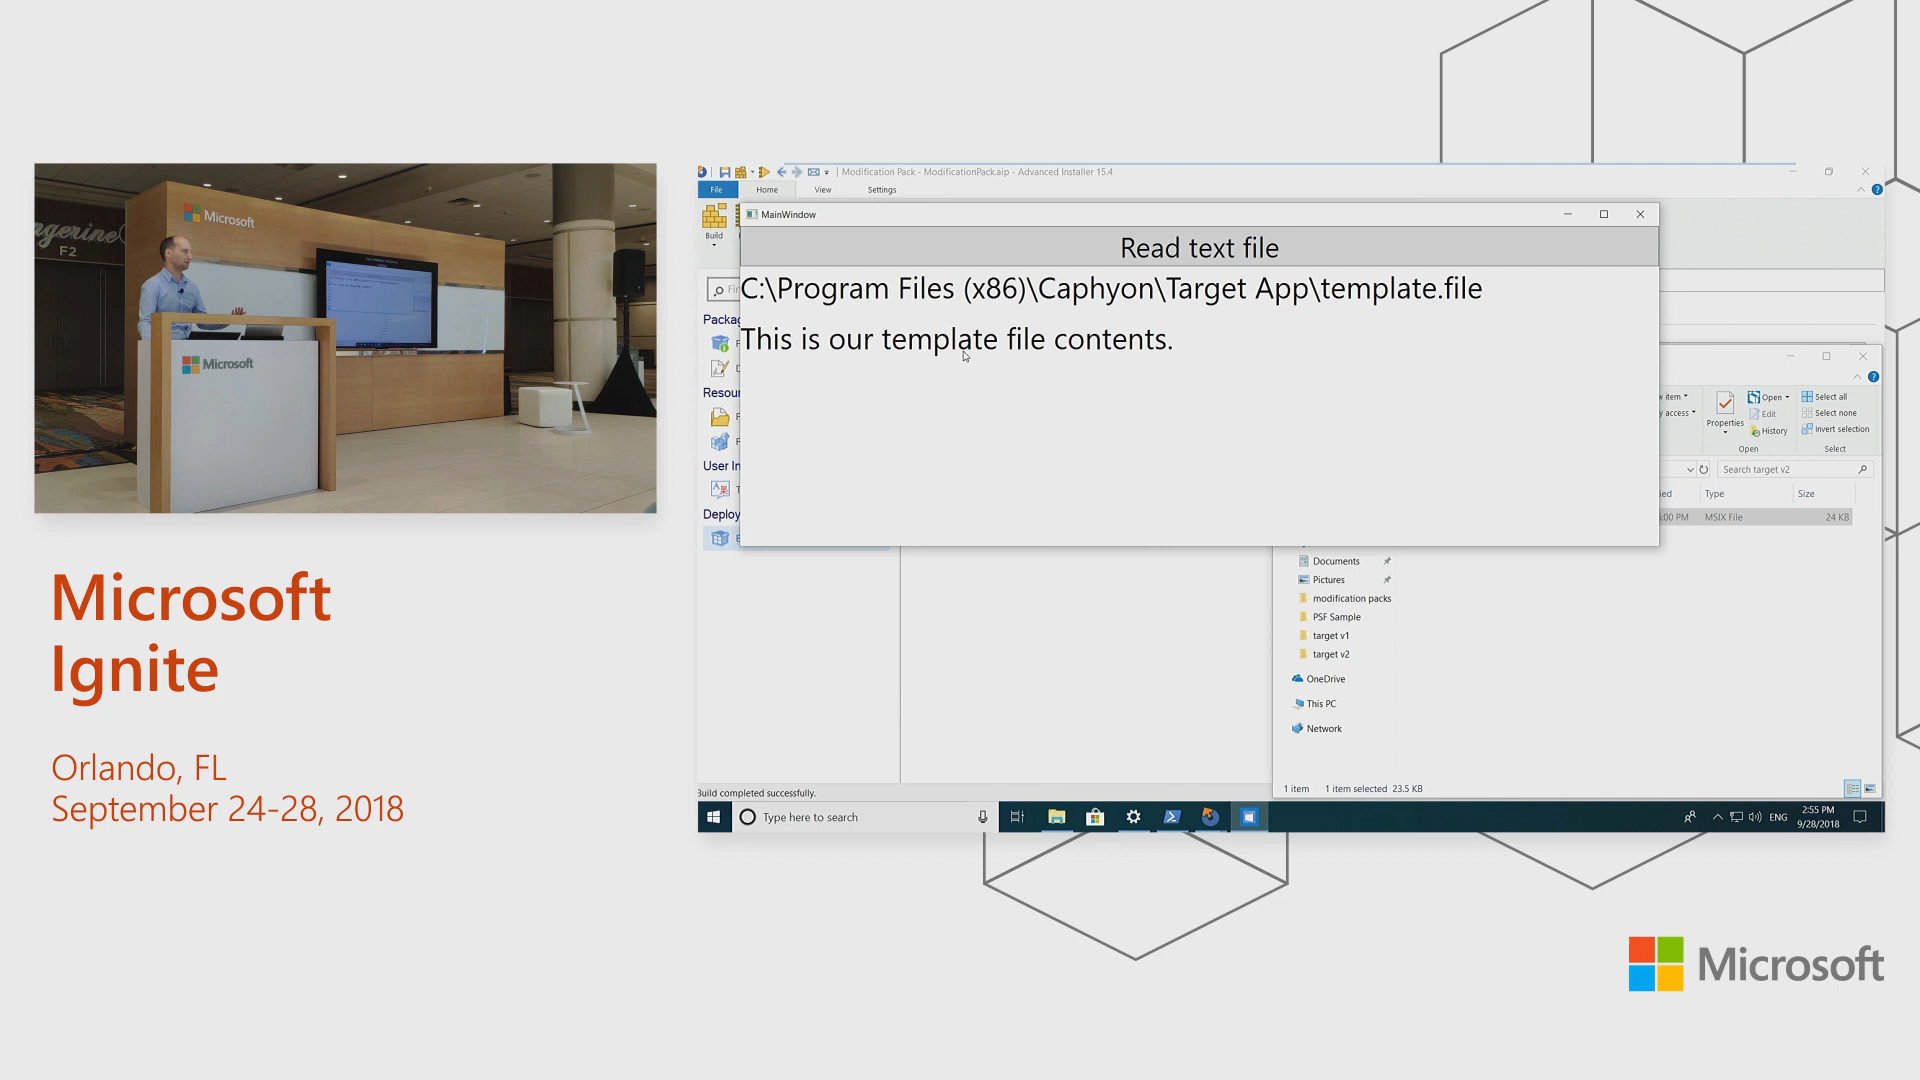 Microsoft
F2
Microsoft
Microsoft
Ignite
Orlando, FL
September 24-28, 2018
Modification Pack - ModificationPack.aip - Advanced Installer 15.4
File Home View Settings
Build
MainWindow
Read text file
C:\Program Files (x86)\Caphyon\Target App\template.file
This is our template file contents.
Open
Select all
Edit
Select none
Properties
History
Invert selection
Open
Select
Search target v2
Type
Size
MSIX File
24 KB
Documents
Pictures
modification packs
PSF Sample
target v1
target v2
OneDrive
This PC
Network
1 item 1 item selected 23.5 KB
Build completed successfully.
Type here to search
ENG
2:55 PM
9/28/2018
Microsoft